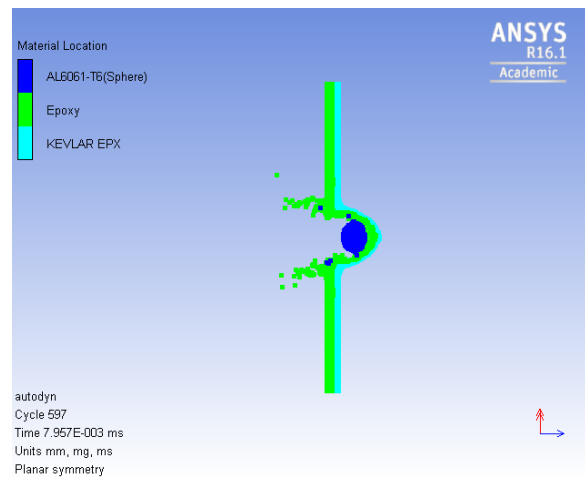 ANSYS
R16.1
Academic
Material Location
AL6061-T6(Sphere)
Epoxy
KEVLAR EPX
autodyn
Cycle 597
Time 7.957E-003 ms
Units mm, mg, ms
Planar symmetry